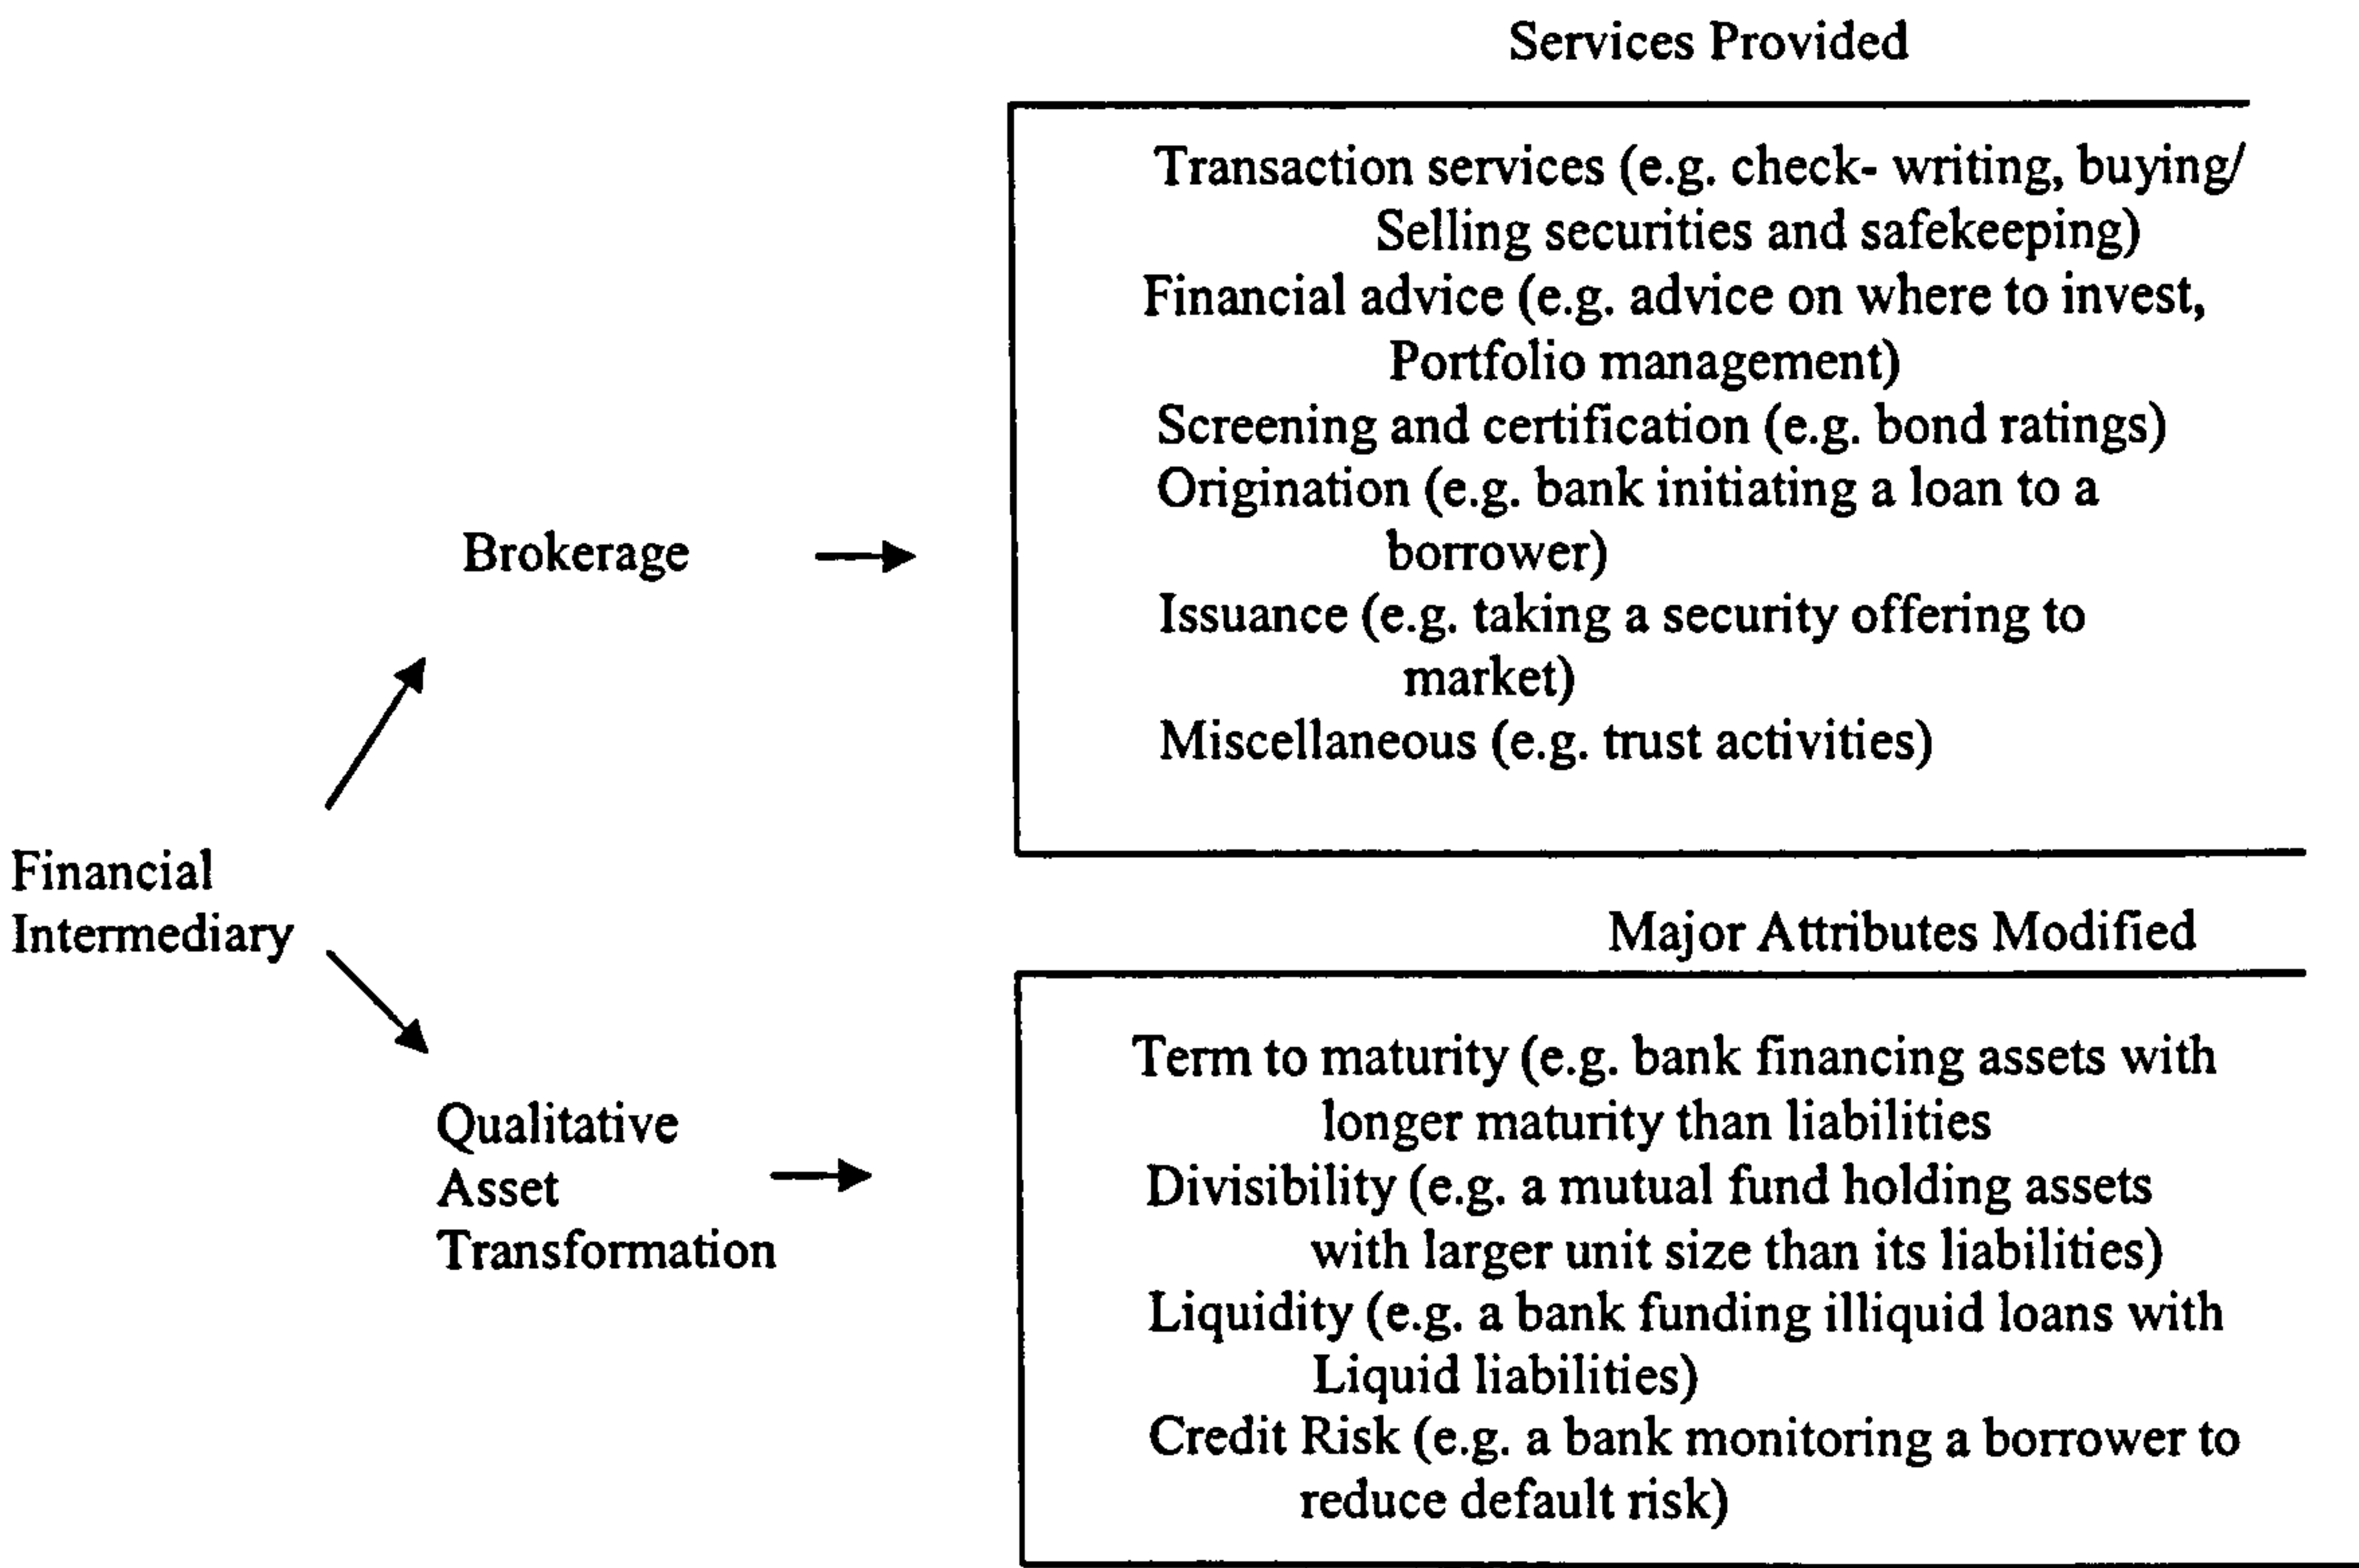 Services Provided
Transaction services (e.g. check- writing, buying/
Selling securities and safekeeping)
Financial advice (e.g. advice on where to invest,
Portfolio management)
Screening and certification (e.g. bond ratings)
Origination (e.g. bank initiating a loan to a
borrower)
Issuance (e.g. taking a security offering to
market)
Miscellaneous (e.g. trust activities)
Brokerage
Financial
Intermediary
Major Attributes Modified
Qualitative
Asset
Transformation
Term to maturity (e.g. bank financing assets with
longer maturity than liabilities
Divisibility (e.g. a mutual fund holding assets
with larger unit size than its liabilities)
Liquidity (e.g. a bank funding illiquid loans with
Liquid liabilities)
Credit Risk (e.g. a bank monitoring a borrower to
reduce default risk)